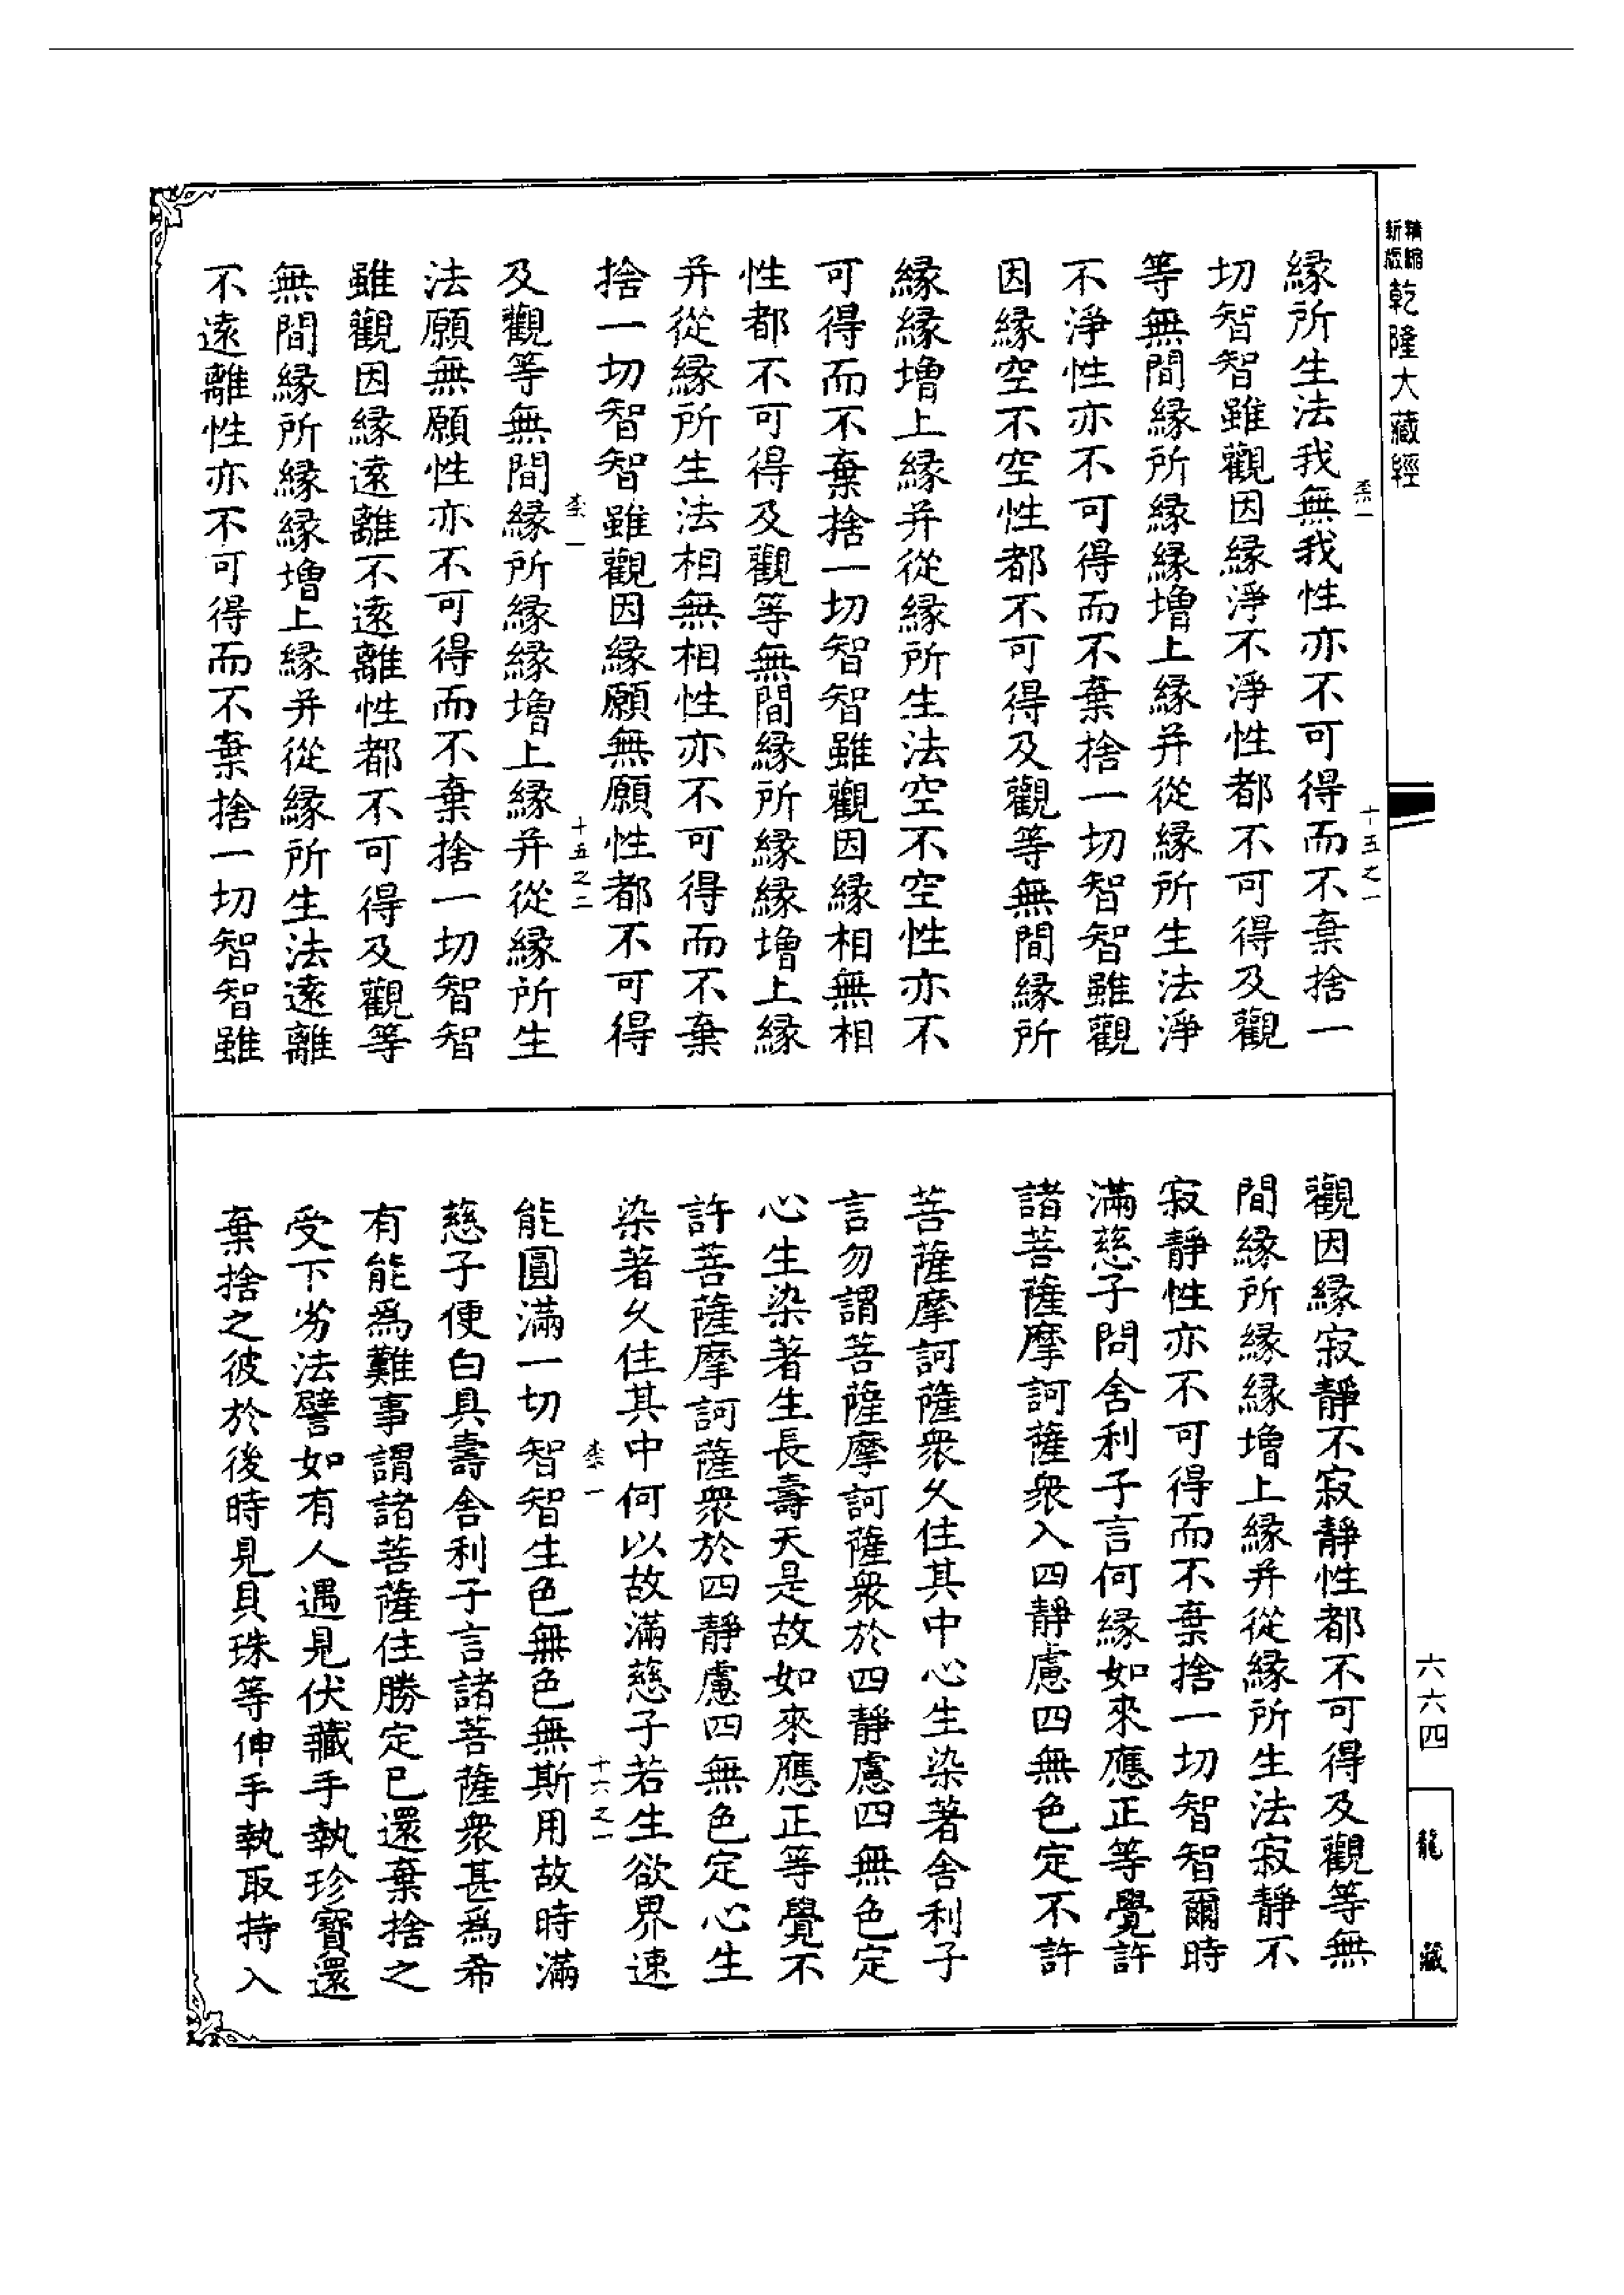 新版
精縮
乾隆大藏經
柰一
十五之一
緣所生法我無我性亦不可得而不棄捨一
切智智雖觀因緣淨不淨性都不可得及觀
等無間緣所緣緣增上緣并從緣所生法淨
不淨性亦不可得而不棄捨一切智智雖觀
因緣空不空性都不可得及觀等無間緣所
緣緣增上緣并從緣所生法空不空性亦不
可得而不棄捨一切智智雖觀因緣相無相
性都不可得及觀等無間緣所緣緣增上緣
并從緣所生法相無相性亦不可得而不棄
捨一切智智雖觀因緣願無願性都不可得
柰一
十五之二
及觀等無間緣所緣緣增上緣并從緣所生
法願無願性亦不可得而不棄捨一切智智
雖觀因緣遠離不遠離性都不可得及觀等
無間緣所緣緣增上緣并從緣所生法遠離
不遠離性亦不可得而不棄捨一切智智雖
觀因緣寂靜不寂靜性都不可得及觀等無
間緣所緣緣增上緣并從緣所生法寂靜不
寂靜性亦不可得而不棄捨一切智智爾時
滿慈子問舍利子言何緣如來應正等覺許
諸菩薩摩訶薩衆入四靜慮四無色定不許
菩薩摩訶薩衆久住其中心生染著舍利子
言勿謂菩薩摩訶薩衆於四靜慮四無色定
心生染著生長壽天是故如來應正等覺不
許菩薩摩訶薩衆於四靜慮四無色定心生
染著久住其中何以故滿慈子若生欲界速
柰一
十六之一
能圓滿一切智智生色無色無斯用故時滿
慈子便白具壽舍利子言諸菩薩衆甚爲希
有能爲難事謂諸菩薩住勝定已還棄捨之
受下劣法譬如有人遇見伏藏手執珍寶還
棄捨之彼於後時見貝珠等伸手執取持入
六六四
龍藏